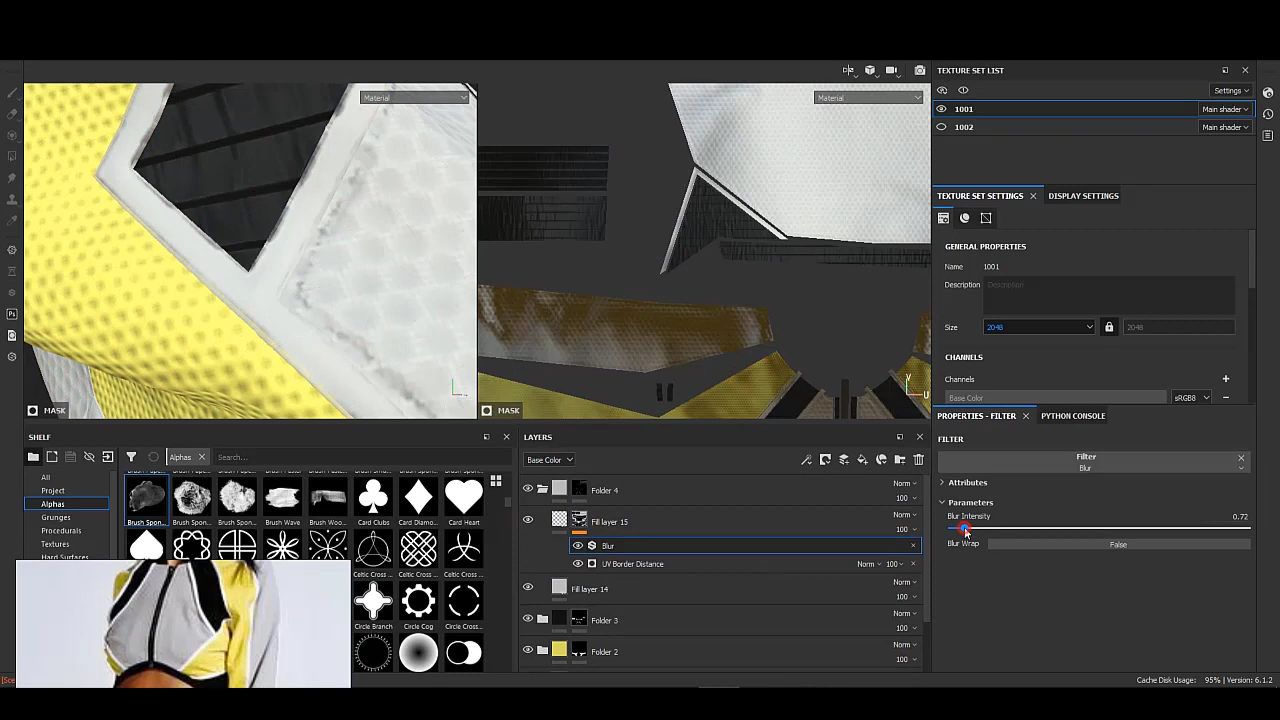 Material
Material
MASK
MASK
TEXTURE SET LIST
Settings
1001
Main shader
1002
Main shader
TEXTURE SET SETTINGS
DISPLAY SETTINGS
GENERAL PROPERTIES
Name
1001
Description
Description
Size
2048
2048
CHANNELS
Channels
Base Color
sRGB8
PROPERTIES - FILTER
PYTHON CONSOLE
FILTER
Filter
Blur
Attributes
Parameters
Blur Intensity
0.72
Blur Wrap
False
SHELF
Alphas
Search...
All
Project
Alphas
Grunges
Procedurals
Textures
Hard Surfaces
Brush Spon...
Brush Spon...
Brush Spon...
Brush Wave
Brush Woo...
Card Clubs
Card Diamo...
Card Heart
Celtic Cross ...
Circle Branch
Circle Cog
Circle Cross...
LAYERS
Base Color
Folder 4
Norm
100
Fill layer 15
Norm
100
Blur
UV Border Distance
Norm
100
Fill layer 14
Norm
100
Folder 3
Norm
100
Folder 2
Norm
100
Norm
V
U
Cache Disk Usage: 95% | Version: 6.1.2